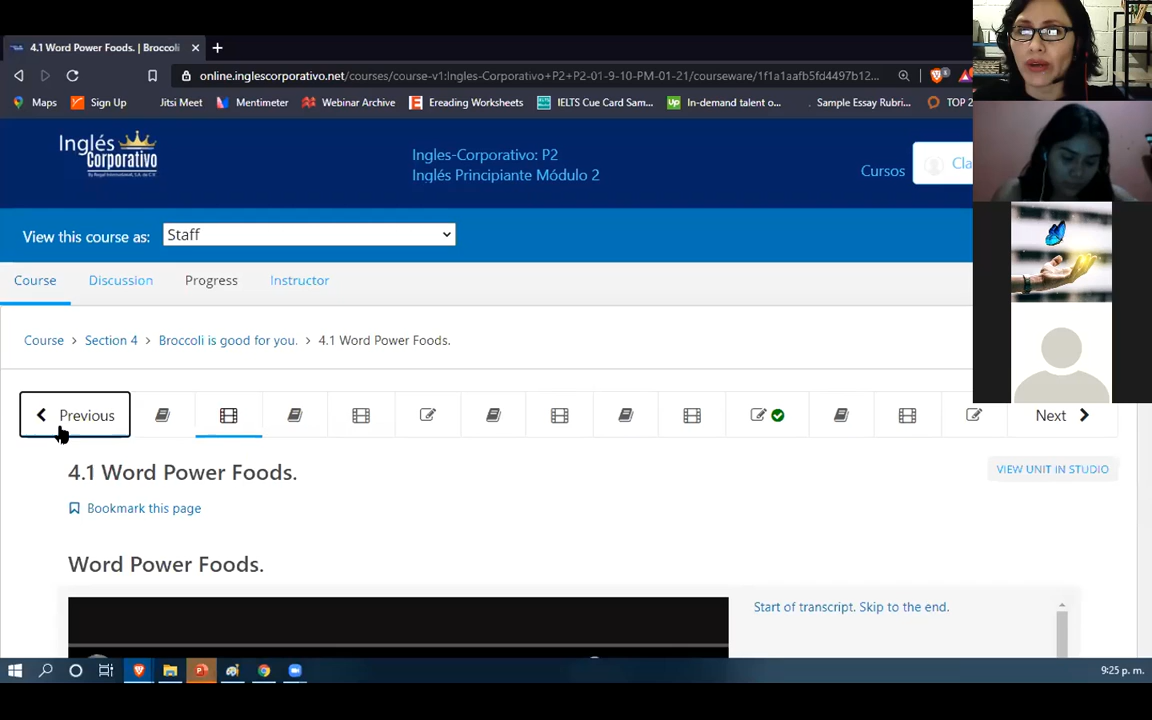 4.1 Word Power Foods. | Broccoli
online.inglescorporativo.net/courses/course-v1:Ingles-Corporativo+P2+P2-01-9-10-PM-01-21/courseware/1f1a1aafb5fd4497b12...
Maps Sign Up Jitsi Meet Mentimeter Webinar Archive Ereading Worksheets IELTS Cue Card Sam... Up In-demand talent o... Sample Essay Rubri... TOP 2
Inglés
Corporativo
Ingles-Corporativo: P2
Inglés Principiante Módulo 2
Cursos
Cla
View this course as: Staff
Course Discussion Progress Instructor
Course > Section 4 > Broccoli is good for you. > 4.1 Word Power Foods.
Previous Next
4.1 Word Power Foods.
VIEW UNIT IN STUDIO
Bookmark this page
Word Power Foods.
Start of transcript. Skip to the end.
9:25 p. m.